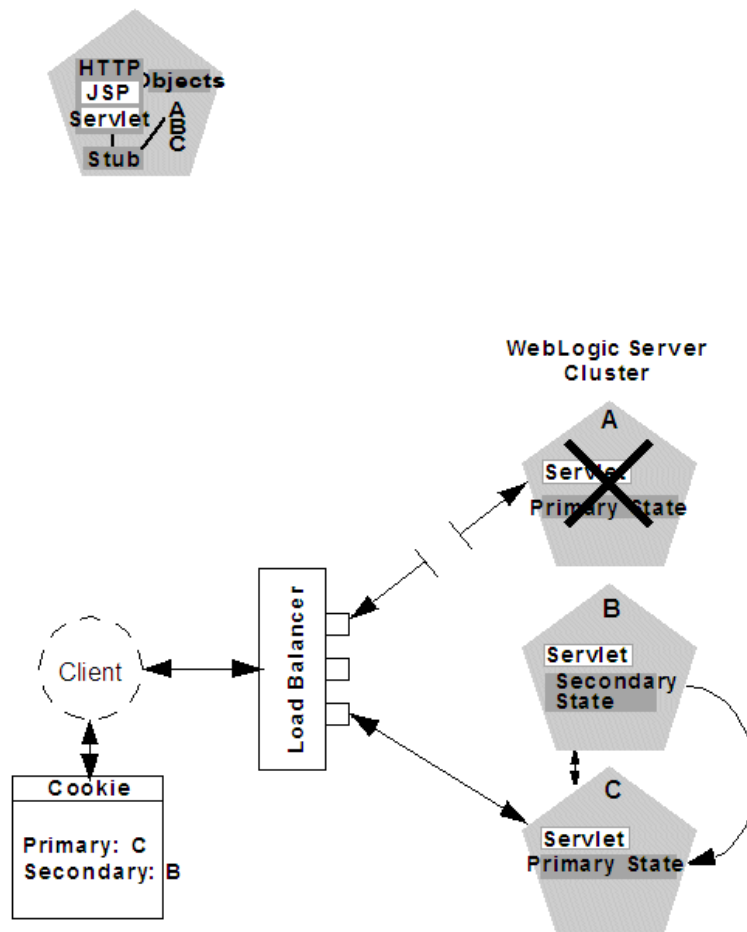 HTTP
Objects
JSP
Servlet
A
B
C
Stub
WebLogic Server
Cluster
A
Servlet
Primary State
B
Servlet
Secondary
State
C
Servlet
Primary State
Load Balancer
Client
Cookie
Primary: C
Secondary: B